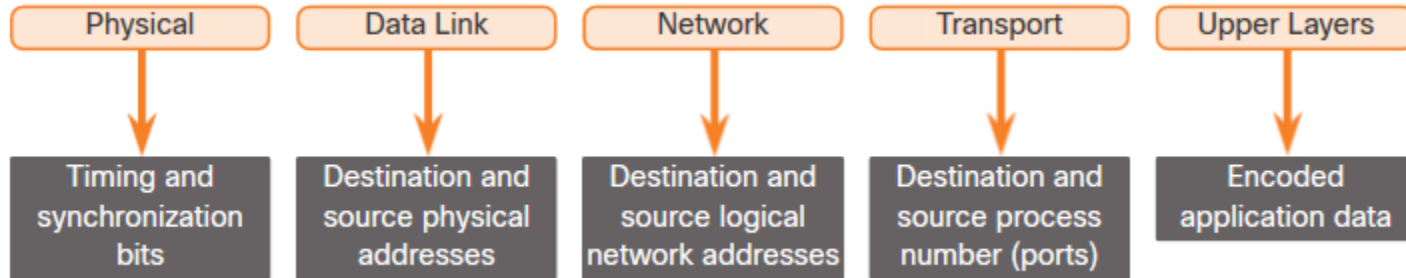 Physical
Data Link
Network
Transport
Upper Layers
Timing and
synchronization
bits
Destination and
source physical
addresses
Destination and
source logical
network addresses
Destination and
source process
number (ports)
Encoded
application data